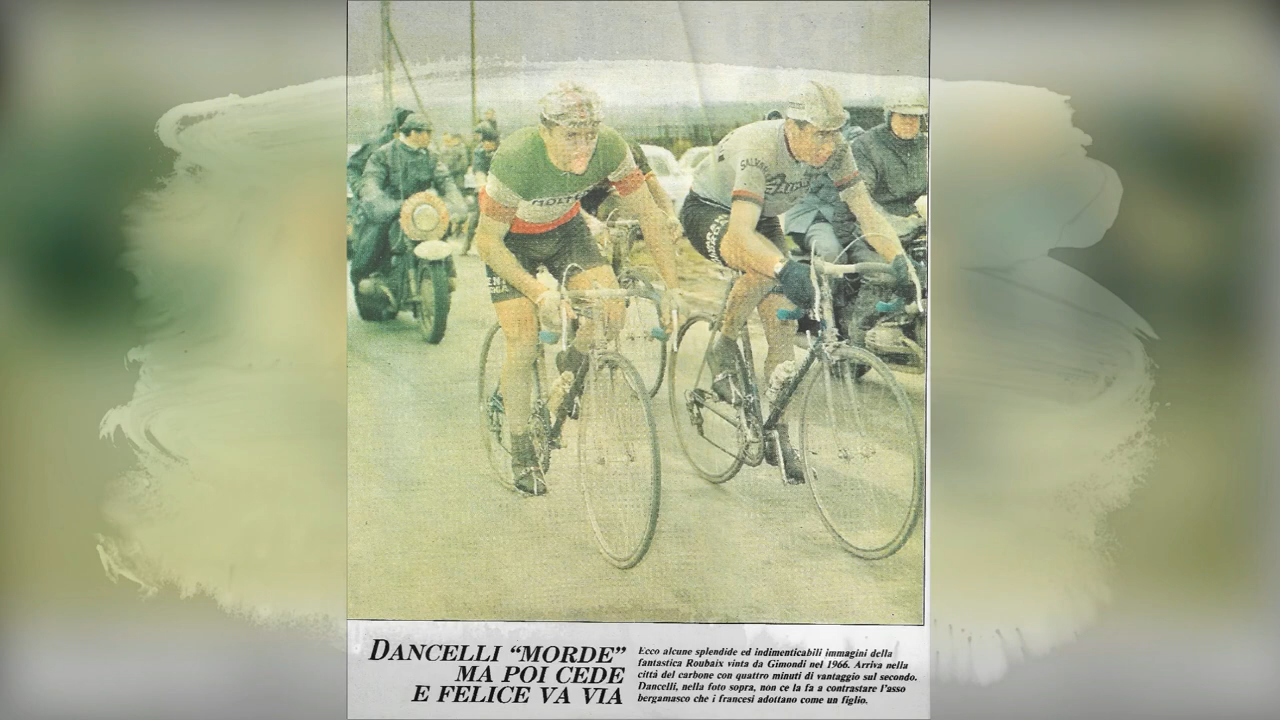 MOLTENI
SALVARANI
DANCELLI “MORDE”
MA POI CEDE
E FELICE VA VIA
Ecco alcune splendide ed indimenticabili immagini della
fantastica Roubaix vinta da Gimondi nel 1966. Arriva nella
città del carbone con quattro minuti di vantaggio sul secondo.
Dancelli, nella foto sopra, non ce la fa a contrastare l’asso
bergamasco che i francesi adottano come un figlio.